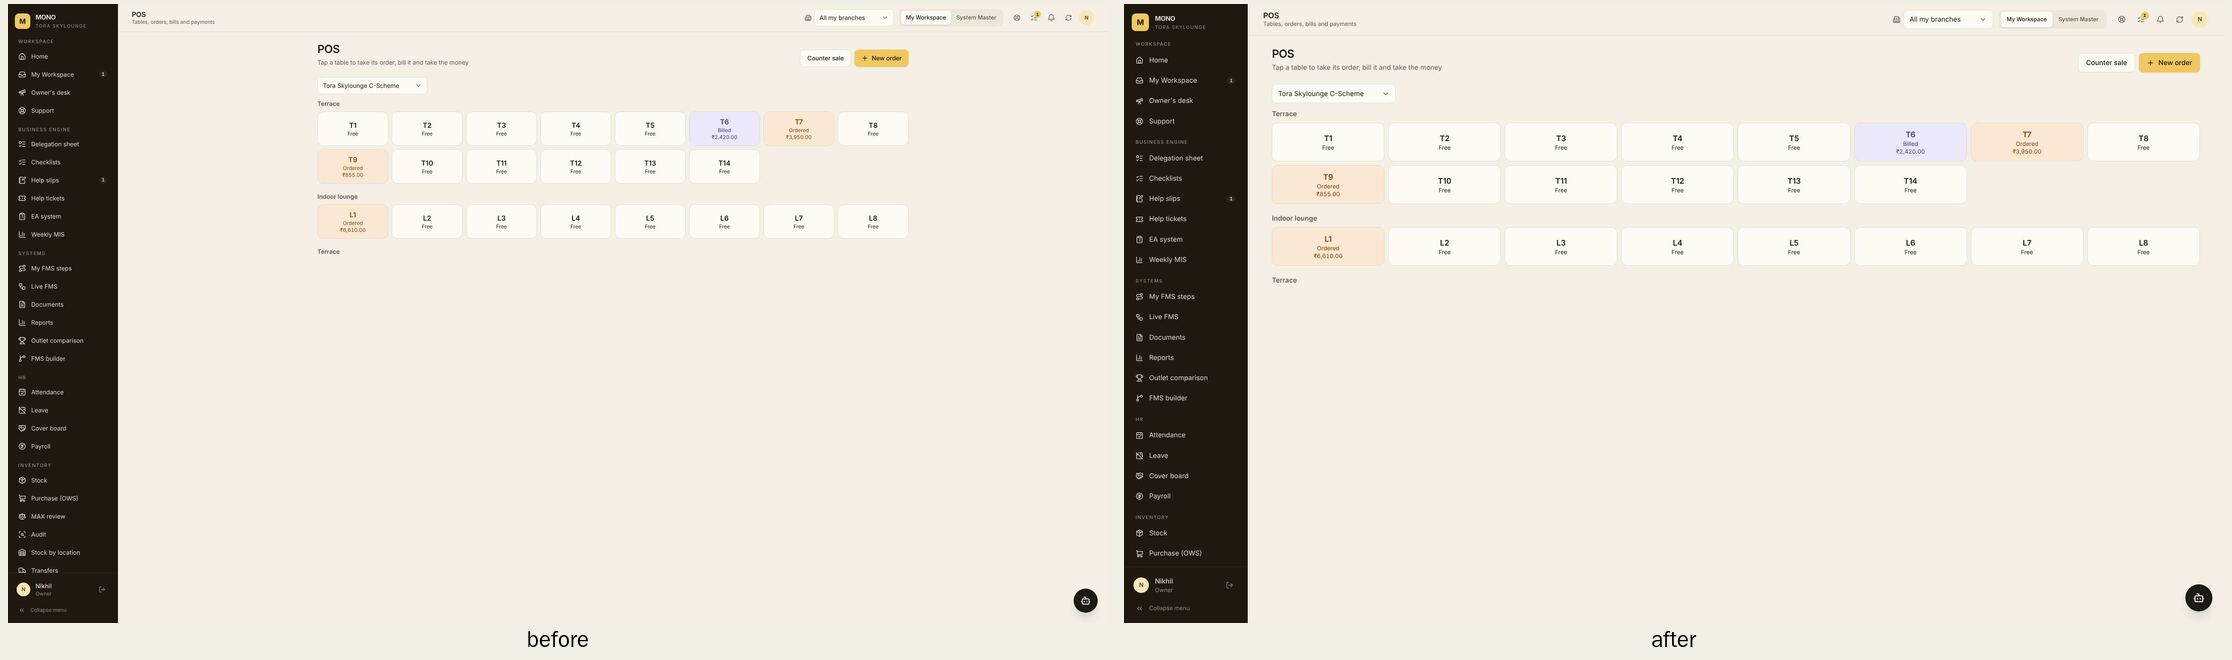 M MONO
TORA SKYLOUNGE
WORKSPACE
Home
My Workspace 1
Owner's desk
Support
BUSINESS ENGINE
Delegation sheet
Checklists
Help slips 1
Help tickets
EA system
Weekly MIS
SYSTEMS
My FMS steps
Live FMS
Documents
Reports
Outlet comparison
FMS builder
HR
Attendance
Leave
Cover board
Payroll
INVENTORY
Stock
Purchase (OWS)
MAX review
Audit
Stock by location
Transfers
N Nikhil
Owner
Collapse menu
POS
Tables, orders, bills and payments
All my branches My Workspace System Master 1 N
POS
Tap a table to take its order, bill it and take the money
Counter sale + New order
Tora Skylounge C-Scheme
Terrace
T1 T2 T3 T4 T5 T6 T7 T8
Free Free Free Free Free Billed Ordered Free
₹2,420.00 ₹3,950.00
T9 T10 T11 T12 T13 T14
Ordered Free Free Free Free Free
₹855.00
Indoor lounge
L1 L2 L3 L4 L5 L6 L7 L8
Ordered Free Free Free Free Free Free Free
₹6,610.00
Terrace
before
M MONO
TORA SKYLOUNGE
WORKSPACE
Home
My Workspace 1
Owner's desk
Support
BUSINESS ENGINE
Delegation sheet
Checklists
Help slips 1
Help tickets
EA system
Weekly MIS
SYSTEMS
My FMS steps
Live FMS
Documents
Reports
Outlet comparison
FMS builder
HR
Attendance
Leave
Cover board
Payroll
INVENTORY
Stock
Purchase (OWS)
N Nikhil
Owner
Collapse menu
POS
Tables, orders, bills and payments
All my branches My Workspace System Master 1 N
POS
Tap a table to take its order, bill it and take the money
Counter sale + New order
Tora Skylounge C-Scheme
Terrace
T1 T2 T3 T4 T5 T6 T7 T8
Free Free Free Free Free Billed Ordered Free
₹2,420.00 ₹3,950.00
T9 T10 T11 T12 T13 T14
Ordered Free Free Free Free Free
₹855.00
Indoor lounge
L1 L2 L3 L4 L5 L6 L7 L8
Ordered Free Free Free Free Free Free Free
₹6,610.00
Terrace
after